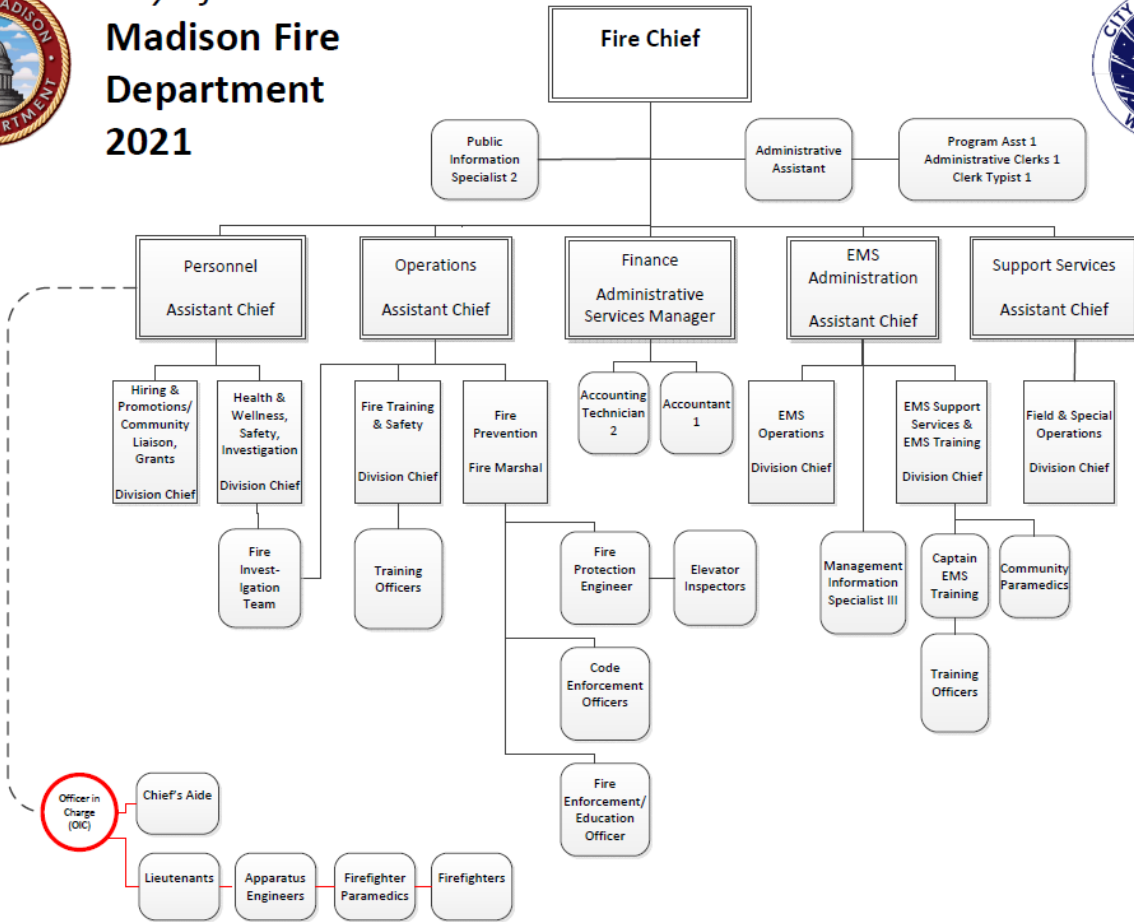 Madison Fire
Department
2021
MADISON
Fire Chief
CITY
Public
Information
Specialist 2
Administrative
Assistant
Program Asst 1
Administrative Clerks 1
Clerk Typist 1
Personnel
Assistant Chief
Operations
Assistant Chief
Finance
Administrative
Services Manager
EMS
Administration
Assistant Chief
Support Services
Assistant Chief
Hiring &
Promotions/
Community
Liaison,
Grants
Division Chief
Health &
Wellness,
Safety,
Investigation
Division Chief
Fire Training
& Safety
Division Chief
Fire
Prevention
Fire Marshal
Accounting
Technician
2
Accountant
1
EMS
Operations
Division Chief
EMS Support
Services &
EMS Training
Division Chief
Field & Special
Operations
Division Chief
Fire
Invest-
Igation
Team
Training
Officers
Fire
Protection
Engineer
Elevator
Inspectors
Management
Information
Specialist III
Captain
EMS
Training
Community
Paramedics
Code
Enforcement
Officers
Training
Officers
Fire
Enforcement/
Education
Officer
Officer in
Charge
(OIC)
Chief's Aide
Lieutenants
Apparatus
Engineers
Firefighter
Paramedics
Firefighters